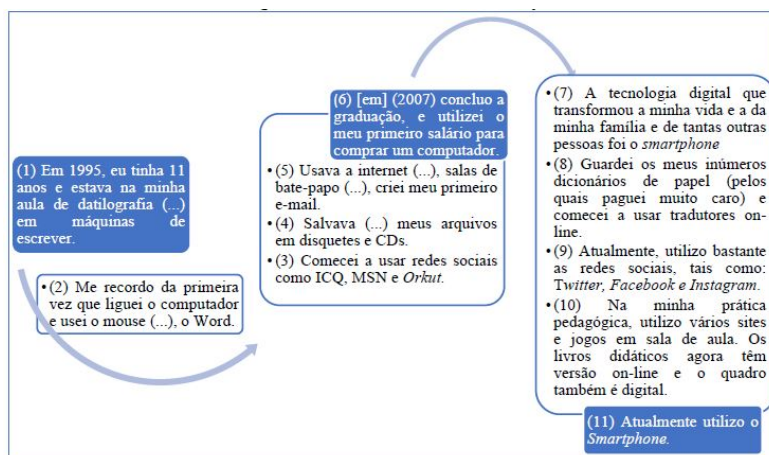 (1) Em 1995, eu tinha 11
anos e estava na minha
aula de datilografia (...)
em máquinas de
escrever.
•(2) Me recordo da primeira
vez que liguei o computador
e usei o mouse (...), o Word.
(6) [em] (2007) concluo a
graduação, e utilizei o
meu primeiro salário para
comprar um computador.
•(5) Usava a internet (...), salas de
bate-papo (...), criei meu primeiro
e-mail.
•(4) Salvava (...) meus arquivos
em disquetes e CDs.
•(3) Comecei a usar redes sociais
como ICQ, MSN e Orkut.
•(7) A tecnologia digital que
transformou a minha vida e a da
minha família e de tantas outras
pessoas foi o smartphone
•(8) Guardei os meus inúmeros
dicionários de papel (pelos
quais paguei muito caro) e
comecei a usar tradutores on-
line.
•(9) Atualmente, utilizo bastante
as redes sociais, tais como:
Twitter, Facebook e Instagram.
•(10) Na minha prática
pedagógica, utilizo vários sites
e jogos em sala de aula. Os
livros didáticos agora têm
versão on-line e o quadro
também é digital.
(11) Atualmente utilizo o
Smartphone.